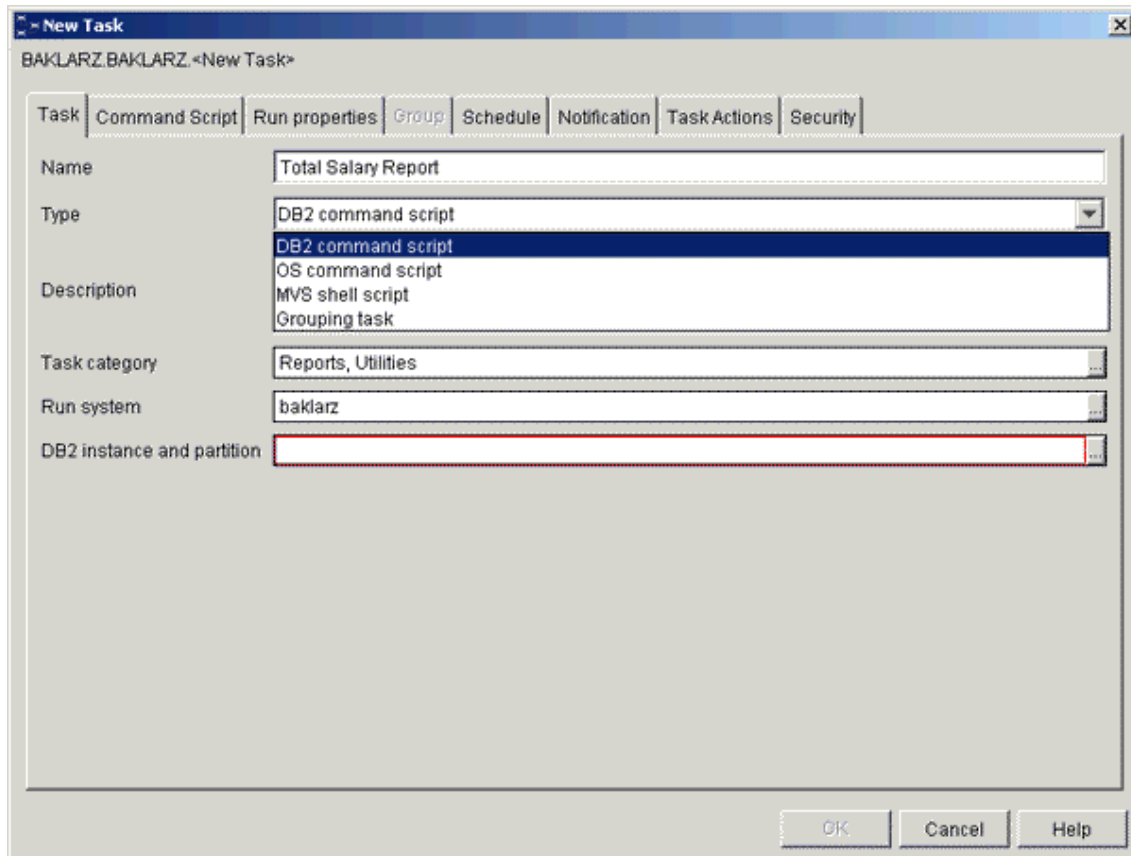 New Task
BAKLARZ.BAKLARZ.<New Task>
Task Command Script Run properties Group Schedule Notification Task Actions Security
Name Total Salary Report
Type DB2 command script
DB2 command script
OS command script
Description MVS shell script
Grouping task
Task category Reports, Utilities ...
Run system baklarz ...
DB2 instance and partition ...
OK Cancel Help